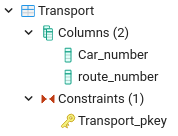 Transport
Columns (2)
Car_number
route_number
Constraints (1)
Transport_pkey